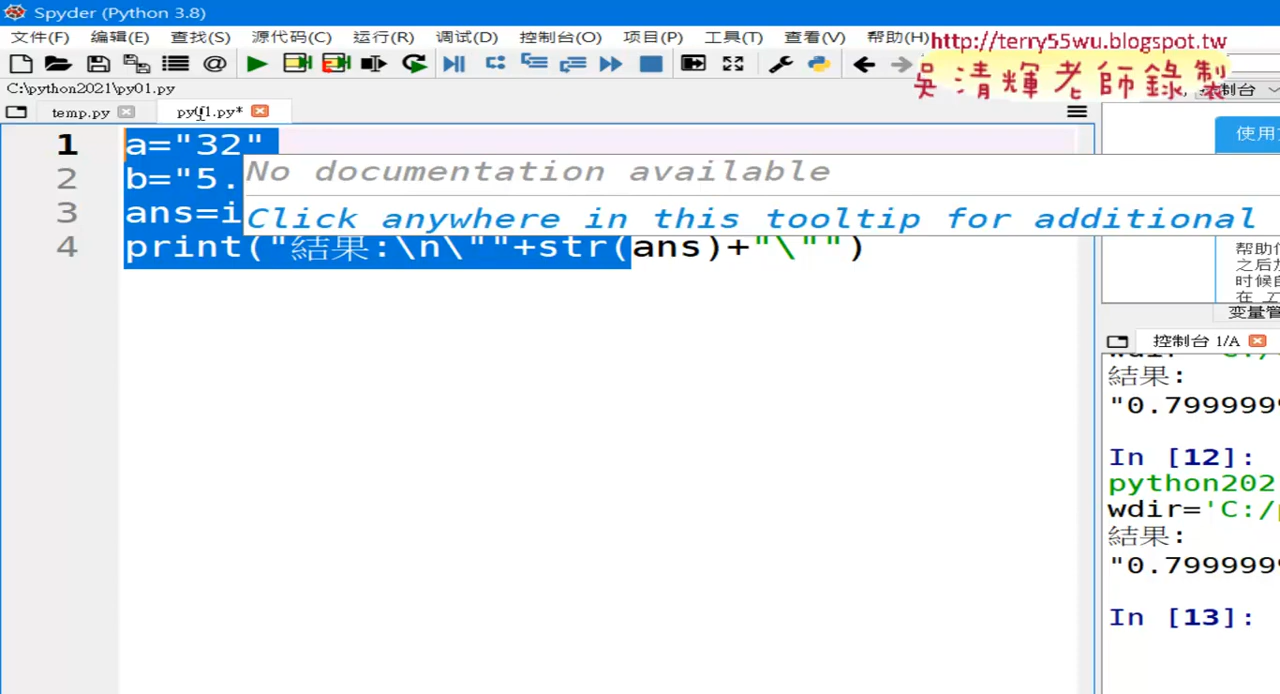 Spyder (Python 3.8)
文件(F) 编辑(E) 查找(S) 源代码(C) 运行(R) 调试(D) 控制台(O) 项目(P) 工具(T) 查看(V) 帮助(H)
http://terry55wu.blogspot.tw
吳清輝老師錄製
C:\python2021\py01.py
控制台
temp.py py01.py*
使用
1 a="32"
No documentation available
2 b="5.
3 ans=i
Click anywhere in this tooltip for additional
4 print("結果:\n\""+str(ans)+"\"")
之后
时候
在
变量管
控制台 1/A
結果:
"0.799999
In [12]:
python202
wdir='C:/
結果:
"0.799999
In [13]: